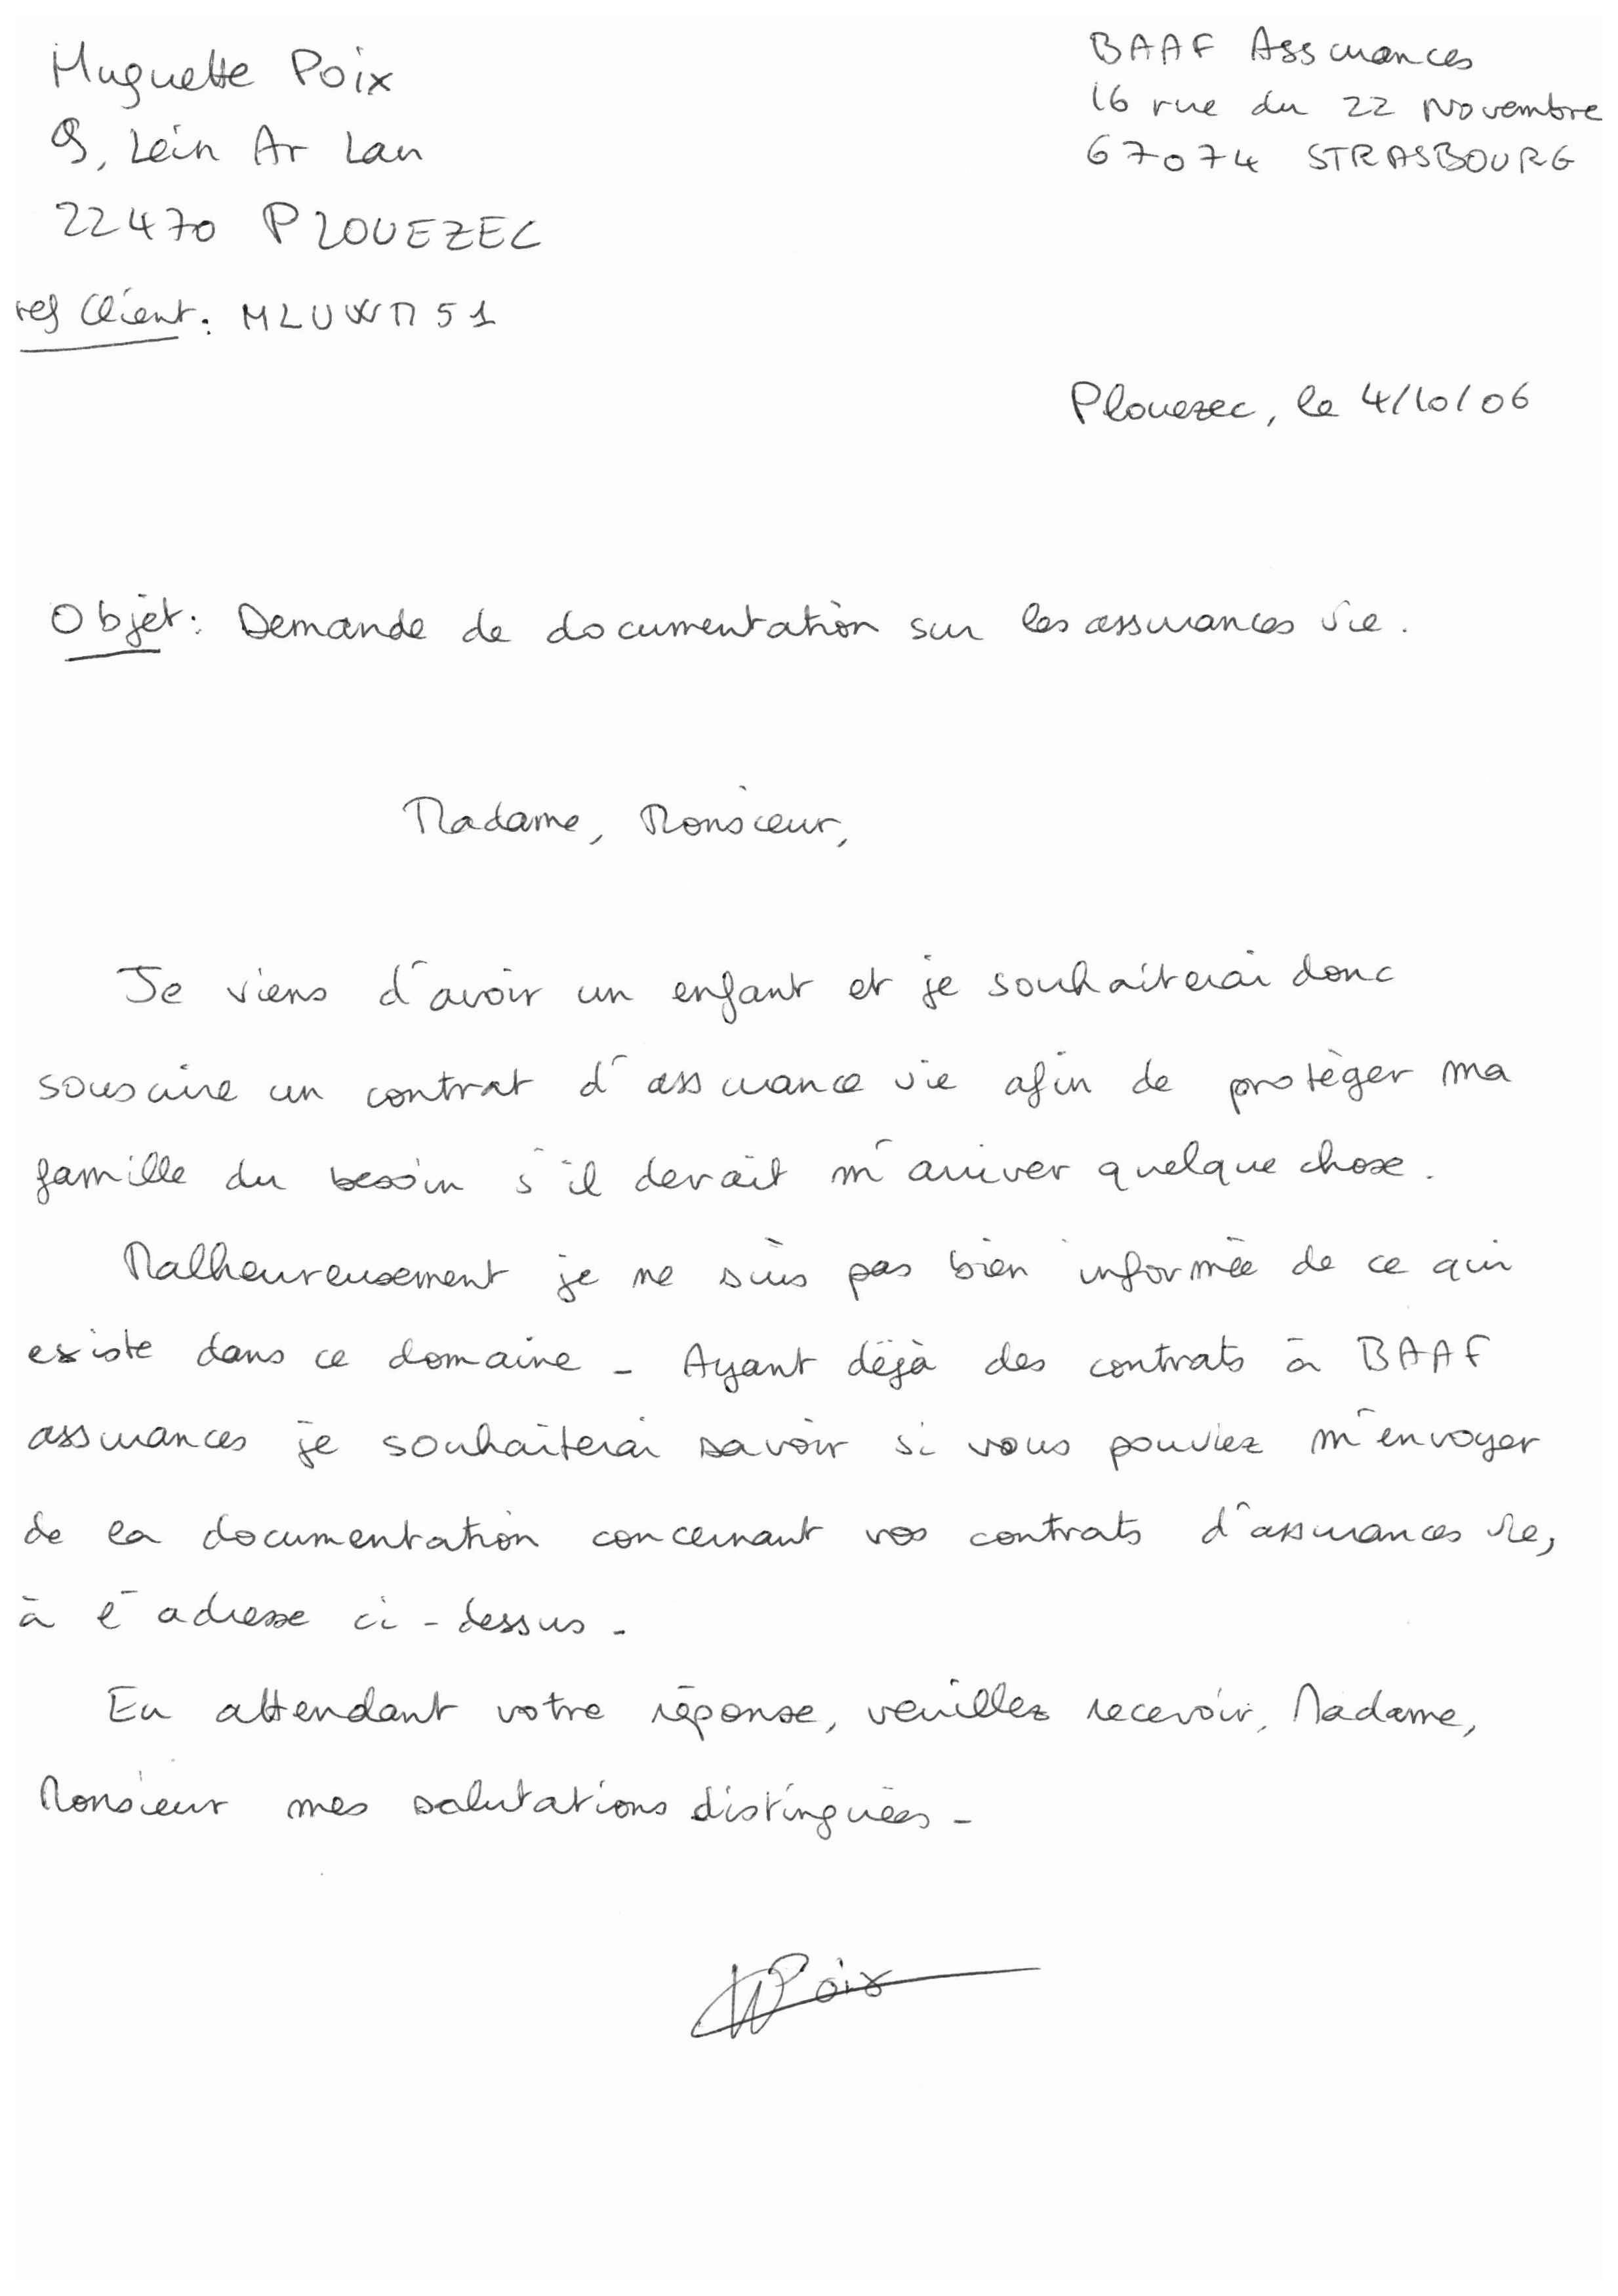 Huguette Poix
9, Lein Ar Lan
22470 PLOUEZEC
ref Client : MLUWM51
BAAF Assurances
16 rue du 22 Novembre
67074 STRASBOURG
Plouezec, le 4/10/06
Objet : Demande de documentation sur les assurances vie.
Madame, Monsieur,
Je viens d'avoir un enfant et je souhaiterai donc
souscrire un contrat d'assurance vie afin de protéger ma
famille du besoin s'il devait m'arriver quelque chose.
Malheureusement je ne suis pas bien informée de ce qui
existe dans ce domaine - Ayant déjà des contrats à BAAF
assurances je souhaiterai savoir si vous pouviez m'envoyer
de la documentation concernant vos contrats d'assurances vie,
à l'adresse ci-dessus -
En attendant votre réponse, veuillez recevoir, Madame,
Monsieur mes salutations distinguées -
HPoix